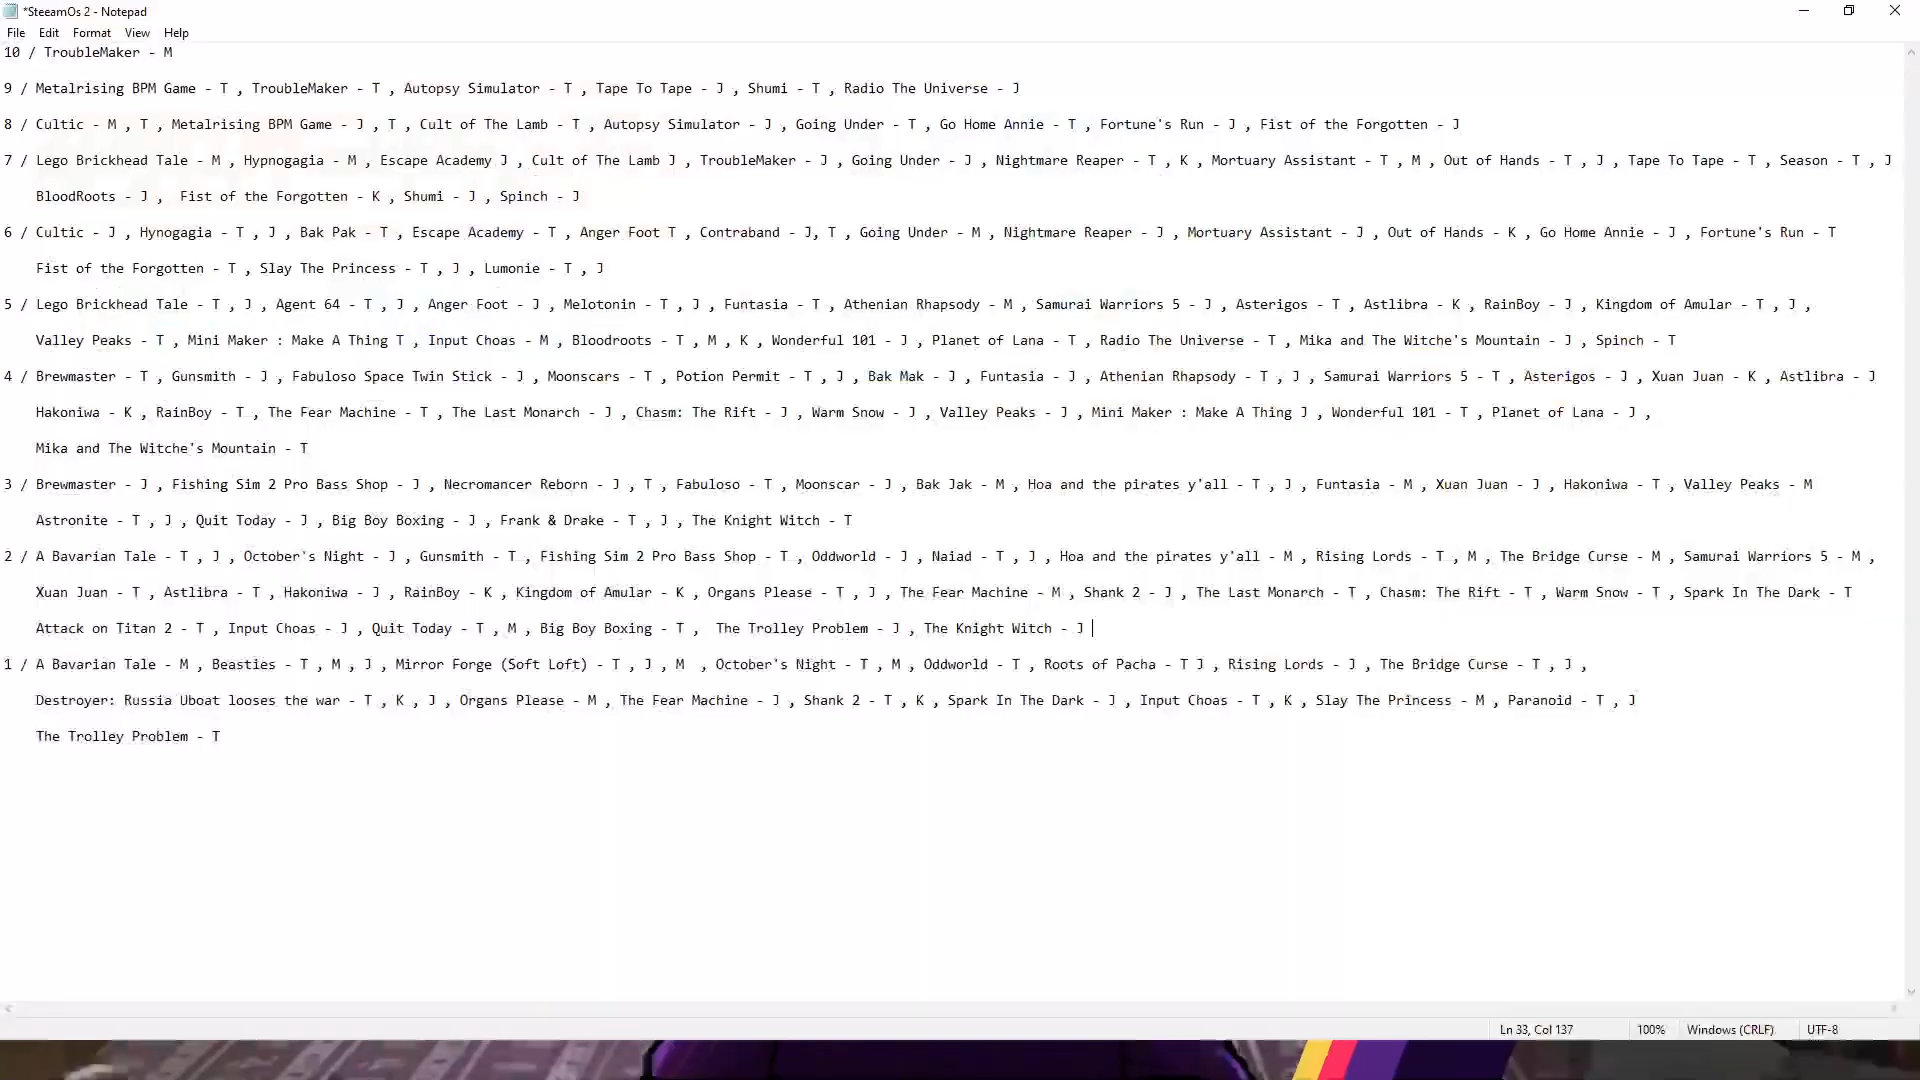 *SteeamOs 2 - Notepad
File Edit Format View Help
10 / TroubleMaker - M
9 / Metalrising BPM Game - T , TroubleMaker - T , Autopsy Simulator - T , Tape To Tape - J , Shumi - T , Radio The Universe - J
8 / Cultic - M , T , Metalrising BPM Game - J , T , Cult of The Lamb - T , Autopsy Simulator - J , Going Under - T , Go Home Annie - T , Fortune's Run - J , Fist of the Forgotten - J
7 / Lego Brickhead Tale - M , Hypnogagia - M , Escape Academy J , Cult of The Lamb J , TroubleMaker - J , Going Under - J , Nightmare Reaper - T , K , Mortuary Assistant - T , M , Out of Hands - T , J , Tape To Tape - T , Season - T , J
BloodRoots - J ,  Fist of the Forgotten - K , Shumi - J , Spinch - J
6 / Cultic - J , Hynogagia - T , J , Bak Pak - T , Escape Academy - T , Anger Foot T , Contraband - J, T , Going Under - M , Nightmare Reaper - J , Mortuary Assistant - J , Out of Hands - K , Go Home Annie - J , Fortune's Run - T
Fist of the Forgotten - T , Slay The Princess - T , J , Lumonie - T , J
5 / Lego Brickhead Tale - T , J , Agent 64 - T , J , Anger Foot - J , Melotonin - T , J , Funtasia - T , Athenian Rhapsody - M , Samurai Warriors 5 - J , Asterigos - T , Astlibra - K , RainBoy - J , Kingdom of Amular - T , J ,
Valley Peaks - T , Mini Maker : Make A Thing T , Input Choas - M , Bloodroots - T , M , K , Wonderful 101 - J , Planet of Lana - T , Radio The Universe - T , Mika and The Witche's Mountain - J , Spinch - T
4 / Brewmaster - T , Gunsmith - J , Fabuloso Space Twin Stick - J , Moonscars - T , Potion Permit - T , J , Bak Mak - J , Funtasia - J , Athenian Rhapsody - T , J , Samurai Warriors 5 - T , Asterigos - J , Xuan Juan - K , Astlibra - J
Hakoniwa - K , RainBoy - T , The Fear Machine - T , The Last Monarch - J , Chasm: The Rift - J , Warm Snow - J , Valley Peaks - J , Mini Maker : Make A Thing J , Wonderful 101 - T , Planet of Lana - J ,
Mika and The Witche's Mountain - T
3 / Brewmaster - J , Fishing Sim 2 Pro Bass Shop - J , Necromancer Reborn - J , T , Fabuloso - T , Moonscar - J , Bak Jak - M , Hoa and the pirates y'all - T , J , Funtasia - M , Xuan Juan - J , Hakoniwa - T , Valley Peaks - M
Astronite - T , J , Quit Today - J , Big Boy Boxing - J , Frank & Drake - T , J , The Knight Witch - T
2 / A Bavarian Tale - T , J , October's Night - J , Gunsmith - T , Fishing Sim 2 Pro Bass Shop - T , Oddworld - J , Naiad - T , J , Hoa and the pirates y'all - M , Rising Lords - T , M , The Bridge Curse - M , Samurai Warriors 5 - M ,
Xuan Juan - T , Astlibra - T , Hakoniwa - J , RainBoy - K , Kingdom of Amular - K , Organs Please - T , J , The Fear Machine - M , Shank 2 - J , The Last Monarch - T , Chasm: The Rift - T , Warm Snow - T , Spark In The Dark - T
Attack on Titan 2 - T , Input Choas - J , Quit Today - T , M , Big Boy Boxing - T ,  The Trolley Problem - J , The Knight Witch - J
1 / A Bavarian Tale - M , Beasties - T , M , J , Mirror Forge (Soft Loft) - T , J , M  , October's Night - T , M , Oddworld - T , Roots of Pacha - T J , Rising Lords - J , The Bridge Curse - T , J ,
Destroyer: Russia Uboat looses the war - T , K , J , Organs Please - M , The Fear Machine - J , Shank 2 - T , K , Spark In The Dark - J , Input Choas - T , K , Slay The Princess - M , Paranoid - T , J
The Trolley Problem - T
Ln 33, Col 137 100% Windows (CRLF) UTF-8